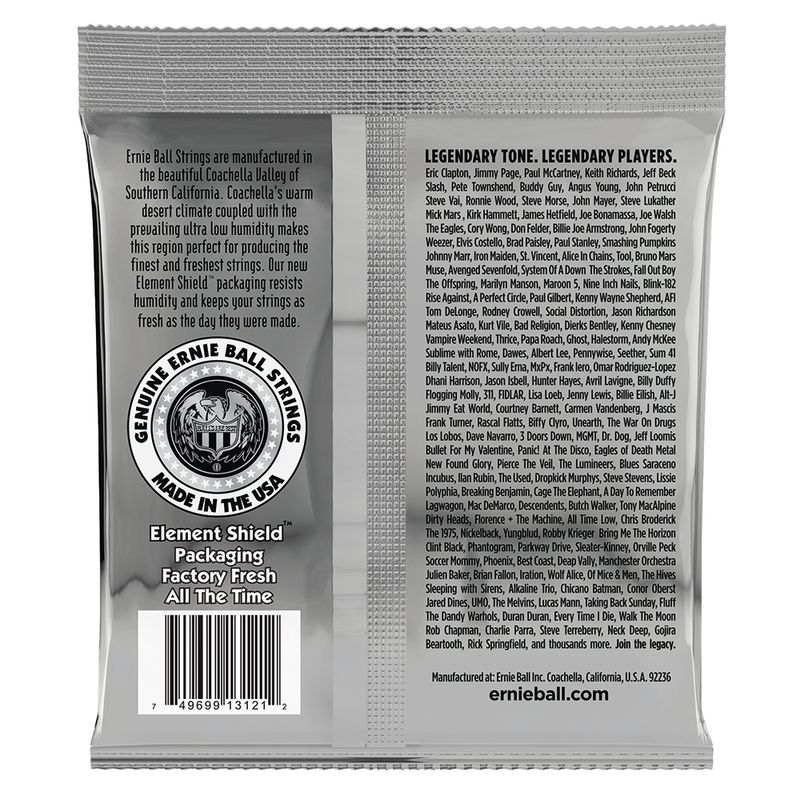 Ernie Ball Strings are manufactured in
the beautiful Coachella Valley of
Southern California. Coachella's warm
desert climate coupled with the
prevailing ultra low humidity makes
this region perfect for producing the
finest and freshest strings. Our new
Element Shield™ packaging resists
humidity and keeps your strings as
fresh as the day they were made.
GENUINE ERNIE BALL STRINGS
MADE IN THE USA
Element Shield™
Packaging
Factory Fresh
All The Time
7 49699 13121 2
LEGENDARY TONE. LEGENDARY PLAYERS.
Eric Clapton, Jimmy Page, Paul McCartney, Keith Richards, Jeff Beck
Slash, Pete Townshend, Buddy Guy, Angus Young, John Petrucci
Steve Vai, Ronnie Wood, Steve Morse, John Mayer, Steve Lukather
Mick Mars , Kirk Hammett, James Hetfield, Joe Bonamassa, Joe Walsh
The Eagles, Cory Wong, Don Felder, Billie Joe Armstrong, John Fogerty
Weezer, Elvis Costello, Brad Paisley, Paul Stanley, Smashing Pumpkins
Johnny Marr, Iron Maiden, St. Vincent, Alice In Chains, Tool, Bruno Mars
Muse, Avenged Sevenfold, System Of A Down The Strokes, Fall Out Boy
The Offspring, Marilyn Manson, Maroon 5, Nine Inch Nails, Blink-182
Rise Against, A Perfect Circle, Paul Gilbert, Kenny Wayne Shepherd, AFI
Tom DeLonge, Rodney Crowell, Social Distortion, Jason Richardson
Mateus Asato, Kurt Vile, Bad Religion, Dierks Bentley, Kenny Chesney
Vampire Weekend, Thrice, Papa Roach, Ghost, Halestorm, Andy McKee
Sublime with Rome, Dawes, Albert Lee, Pennywise, Seether, Sum 41
Billy Talent, NOFX, Sully Erna, MxPx, Frank Iero, Omar Rodriguez-Lopez
Dhani Harrison, Jason Isbell, Hunter Hayes, Avril Lavigne, Billy Duffy
Flogging Molly, 311, FIDLAR, Lisa Loeb, Jenny Lewis, Billie Eilish, Alt-J
Jimmy Eat World, Courtney Barnett, Carmen Vandenberg, J Mascis
Frank Turner, Rascal Flatts, Biffy Clyro, Unearth, The War On Drugs
Los Lobos, Dave Navarro, 3 Doors Down, MGMT, Dr. Dog, Jeff Loomis
Bullet For My Valentine, Panic! At The Disco, Eagles of Death Metal
New Found Glory, Pierce The Veil, The Lumineers, Blues Saraceno
Incubus, Ilan Rubin, The Used, Dropkick Murphys, Steve Stevens, Lissie
Polyphia, Breaking Benjamin, Cage The Elephant, A Day To Remember
Lagwagon, Mac DeMarco, Descendents, Butch Walker, Tony MacAlpine
Dirty Heads, Florence + The Machine, All Time Low, Chris Broderick
The 1975, Nickelback, Yungblud, Robby Krieger Bring Me The Horizon
Clint Black, Phantogram, Parkway Drive, Sleater-Kinney, Orville Peck
Soccer Mommy, Phoenix, Best Coast, Deap Vally, Manchester Orchestra
Julien Baker, Brian Fallon, Iration, Wolf Alice, Of Mice & Men, The Hives
Sleeping with Sirens, Alkaline Trio, Chicano Batman, Conor Oberst
Jared Dines, UMO, The Melvins, Lucas Mann, Taking Back Sunday, Fluff
The Dandy Warhols, Duran Duran, Every Time I Die, Walk The Moon
Rob Chapman, Charlie Parra, Steve Terreberry, Neck Deep, Gojira
Beartooth, Rick Springfield, and thousands more. Join the legacy.
Manufactured at: Ernie Ball Inc. Coachella, California, U.S.A. 92236
ernieball.com